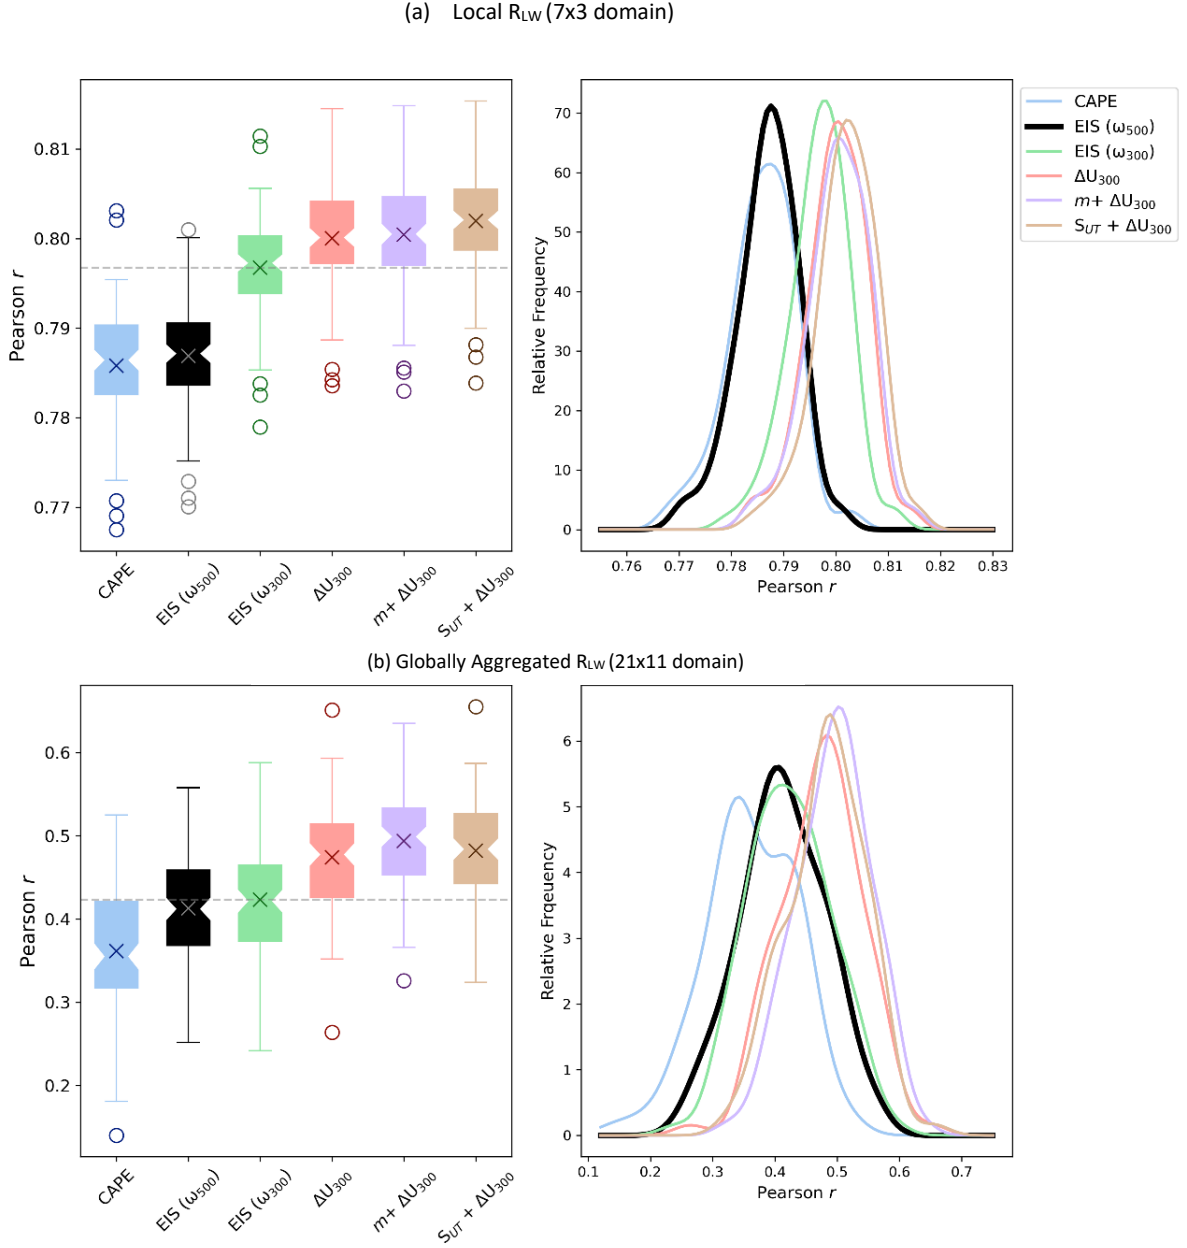 (a) Local RLW (7x3 domain)
Pearson r
0.81
0.80
0.79
0.78
0.77
CAPE
EIS (ω500)
EIS (ω300)
ΔU300
m+ ΔU300
SUT + ΔU300
Relative Frequency
70
60
50
40
30
20
10
0
0.76 0.77 0.78 0.79 0.80 0.81 0.82 0.83
Pearson r
CAPE
EIS (ω500)
EIS (ω300)
ΔU300
m+ ΔU300
SUT + ΔU300
(b) Globally Aggregated RLW (21x11 domain)
Pearson r
0.6
0.5
0.4
0.3
0.2
CAPE
EIS (ω500)
EIS (ω300)
ΔU300
m+ ΔU300
SUT + ΔU300
Relative Frqeuency
6
5
4
3
2
1
0
0.1 0.2 0.3 0.4 0.5 0.6 0.7
Pearson r